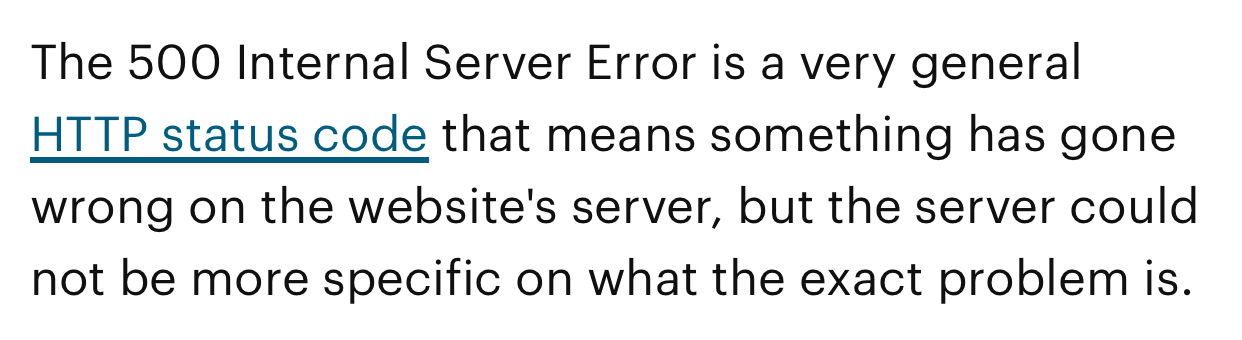 The 500 Internal Server Error is a very general
HTTP status code that means something has gone
wrong on the website's server, but the server could
not be more specific on what the exact problem is.